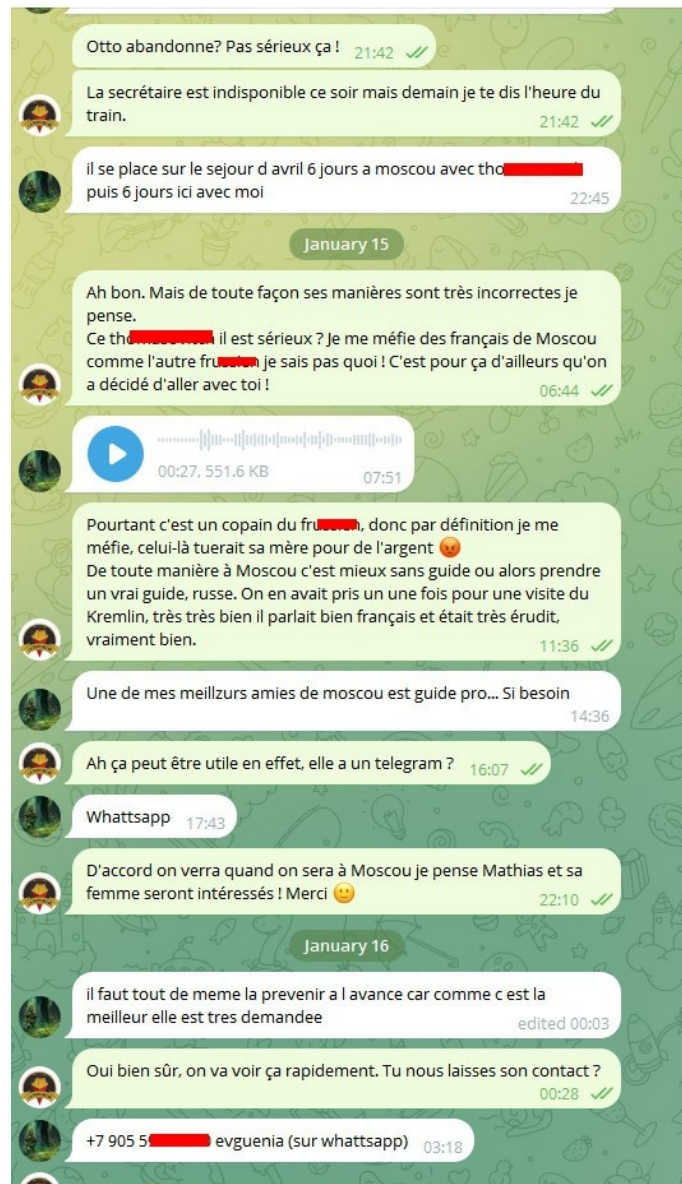 Otto abandonne? Pas sérieux ça !
21:42
La secrétaire est indisponible ce soir mais demain je te dis l'heure du
train.
21:42
il se place sur le sejour d avril 6 jours a moscou avec tho
puis 6 jours ici avec moi
22:45
January 15
Ah bon. Mais de toute façon ses manières sont très incorrectes je
pense.
Ce tho il est sérieux ? Je me méfie des français de Moscou
comme l'autre fru je sais pas quoi ! C'est pour ça d'ailleurs qu'on
a décidé d'aller avec toi !
06:44
00:27, 551.6 KB
07:51
Pourtant c'est un copain du fru, donc par définition je me
méfie, celui-là tuerait sa mère pour de l'argent 😡
De toute manière à Moscou c'est mieux sans guide ou alors prendre
un vrai guide, russe. On en avait pris un une fois pour une visite du
Kremlin, très très bien il parlait bien français et était très érudit,
vraiment bien.
11:36
Une de mes meillzurs amies de moscou est guide pro... Si besoin
14:36
Ah ça peut être utile en effet, elle a un telegram ?
16:07
Whattsapp
17:43
D'accord on verra quand on sera à Moscou je pense Mathias et sa
femme seront intéressés ! Merci 🙂
22:10
January 16
il faut tout de meme la prevenir a l avance car comme c est la
meilleur elle est tres demandee
edited 00:03
Oui bien sûr, on va voir ça rapidement. Tu nous laisses son contact ?
00:28
+7 905 5 evguenia (sur whattsapp)
03:18